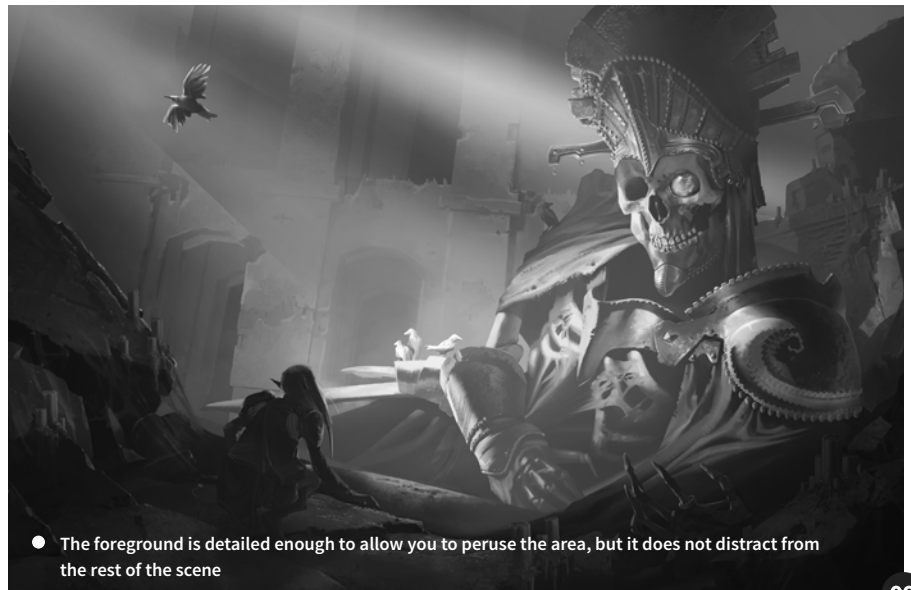 The foreground is detailed enough to allow you to peruse the area, but it does not distract from
the rest of the scene